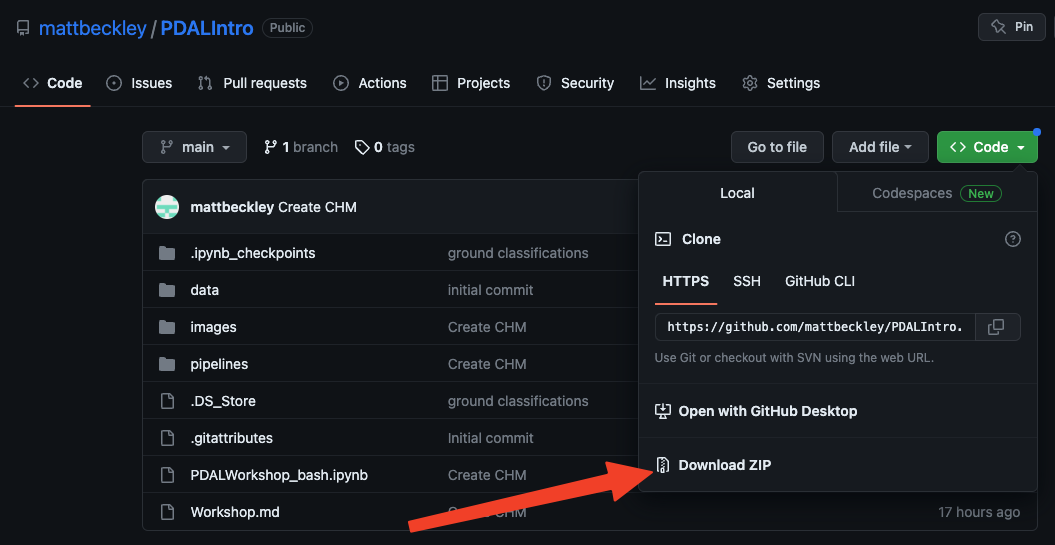 mattbeckley / PDALIntro Public Pin
Code Issues Pull requests Actions Projects Security Insights Settings
main 1 branch 0 tags Go to file Add file Code
mattbeckley Create CHM
.ipynb_checkpoints ground classifications
data initial commit
images Create CHM
pipelines Create CHM
.DS_Store ground classifications
.gitattributes Initial commit
PDALWorkshop_bash.ipynb Create CHM
Workshop.md Create CHM 17 hours ago
Local Codespaces New
Clone
HTTPS SSH GitHub CLI
https://github.com/mattbeckley/PDALIntro.
Use Git or checkout with SVN using the web URL.
Open with GitHub Desktop
Download ZIP